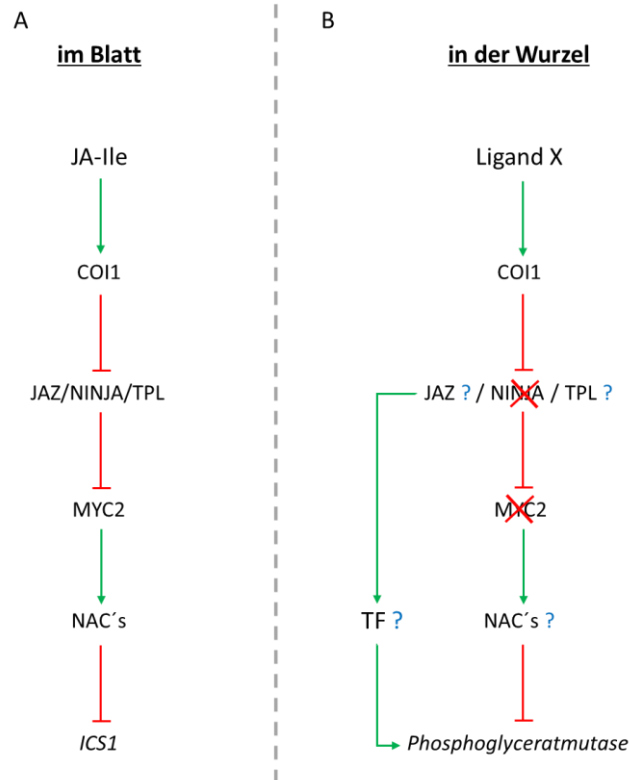 A
im Blatt
JA-Ile
COI1
JAZ/NINJA/TPL
MYC2
NAC´s
ICS1
B
in der Wurzel
Ligand X
COI1
JAZ ? / NINJA / TPL ?
MYC2
TF ?
NAC´s ?
Phosphoglyceratmutase